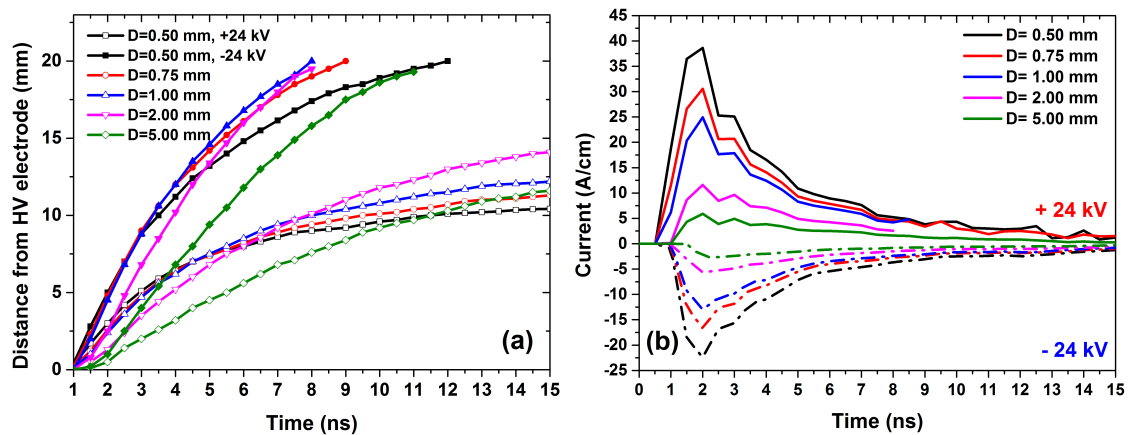 Distance from HV electrode (mm)
20
15
10
5
0
D=0.50 mm, +24 kV
D=0.50 mm, -24 kV
D=0.75 mm
D=1.00 mm
D=2.00 mm
D=5.00 mm
(a)
1 2 3 4 5 6 7 8 9 10 11 12 13 14 15
Time (ns)
Current (A/cm)
45
40
35
30
25
20
15
10
5
0
-5
-10
-15
-20
-25
D= 0.50 mm
D= 0.75 mm
D= 1.00 mm
D= 2.00 mm
D= 5.00 mm
+ 24 kV
(b)
- 24 kV
0 1 2 3 4 5 6 7 8 9 10 11 12 13 14 15
Time (ns)